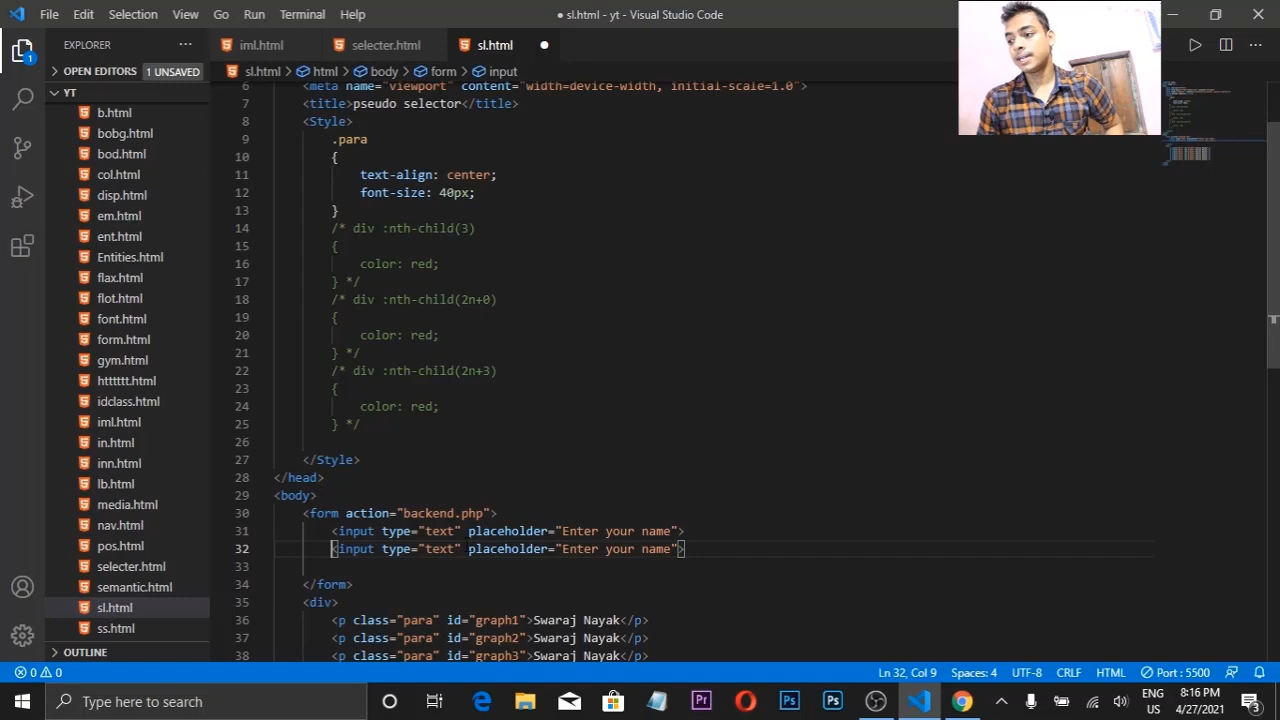 File Edit Selection View Go Run Terminal Help
● sl.html - yt - Visual Studio Code
EXPLORER
iml.html
selecter.html
sl.html
OPEN EDITORS 1 UNSAVED
sl.html > html > body > form > input
YT
b.html
bobg.html
bod.html
col.html
disp.html
em.html
ent.html
Entities.html
flax.html
flot.html
font.html
form.html
gym.html
httttt.html
idclass.html
iml.html
in.html
inn.html
lb.html
media.html
nav.html
pos.html
selecter.html
semantic.html
sl.html
ss.html
OUTLINE
6 <meta name="viewport" content="width=device-width, initial-scale=1.0">
7 <title>pseudo selector</title>
8 <Style>
9 .para
10 {
11 text-align: center;
12 font-size: 40px;
13 }
14 /* div :nth-child(3)
15 {
16 color: red;
17 } */
18 /* div :nth-child(2n+0)
19 {
20 color: red;
21 } */
22 /* div :nth-child(2n+3)
23 {
24 color: red;
25 } */
26
27 </Style>
28 </head>
29 <body>
30 <form action="backend.php">
31 <input type="text" placeholder="Enter your name">
32 <input type="text" placeholder="Enter your name">
33
34 </form>
35 <div>
36 <p class="para" id="graph1">Swaraj Nayak</p>
37 <p class="para" id="graph2">Swaraj Nayak</p>
38 <p class="para" id="graph3">Swaraj Nayak</p>
0 0 Ln 32, Col 9 Spaces: 4 UTF-8 CRLF HTML Port : 5500
Type here to search
ENG
US
8:16 PM
4/27/2021
3